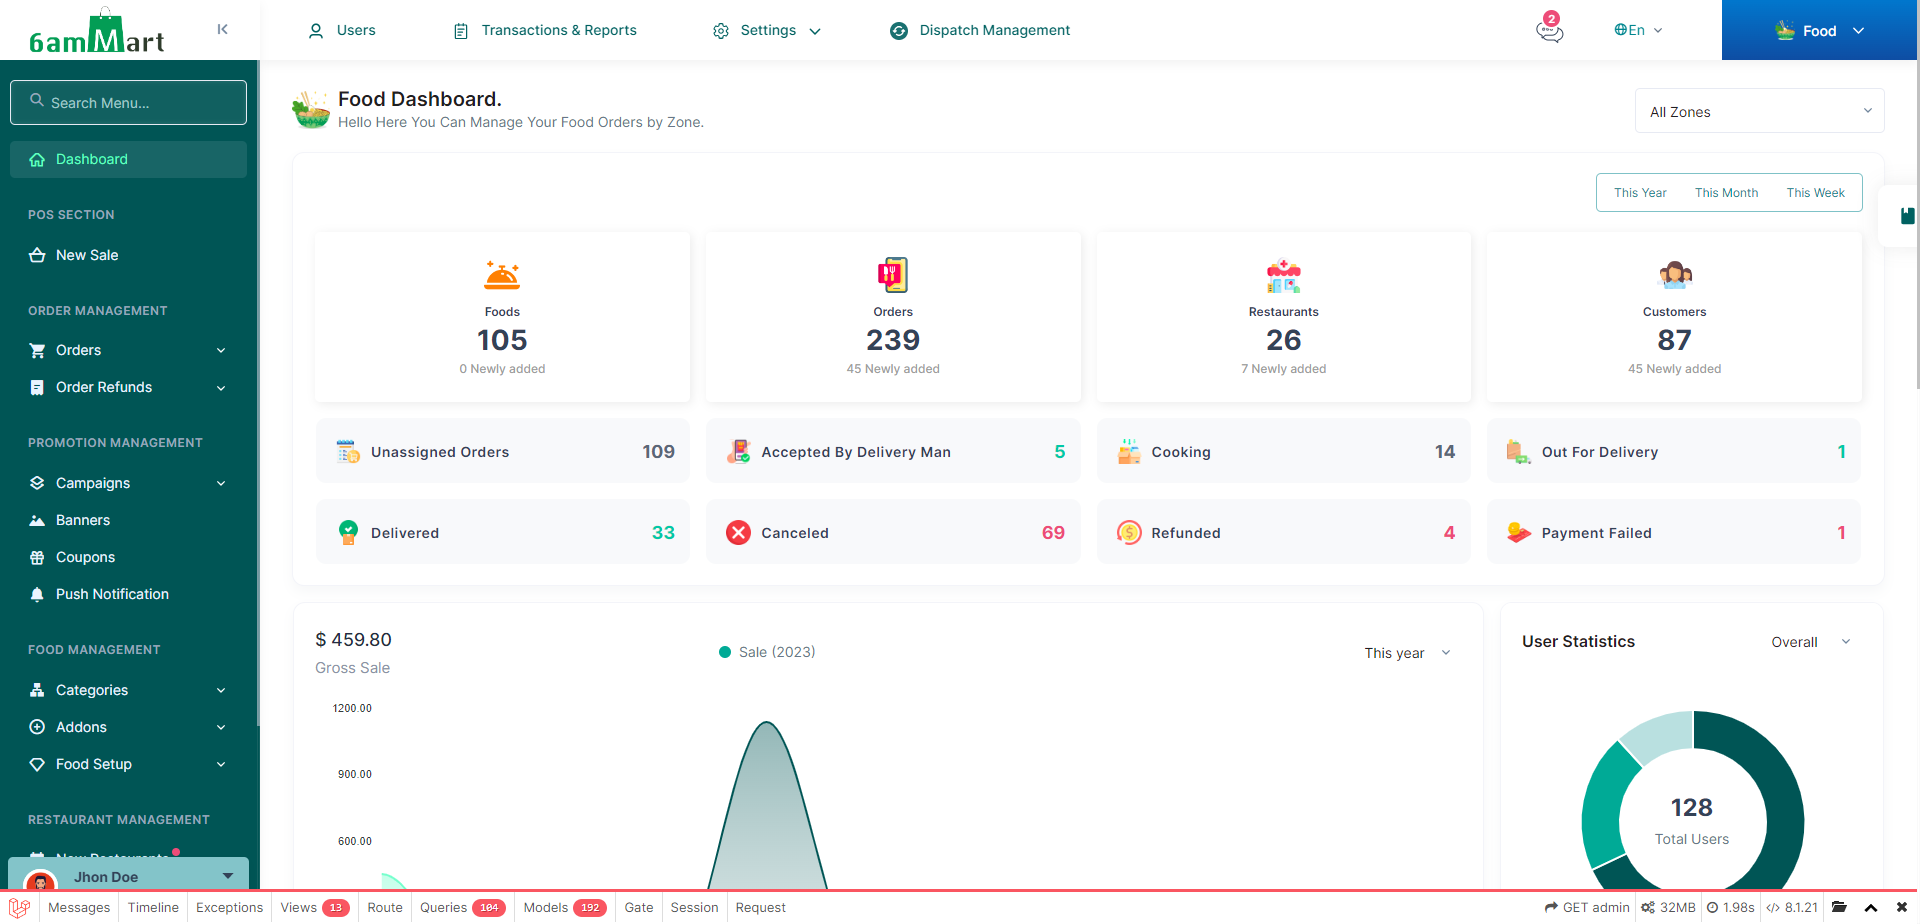 6amMart
Users
Transactions & Reports
Settings
Dispatch Management
2
En
Food
Search Menu...
Dashboard
POS SECTION
New Sale
ORDER MANAGEMENT
Orders
Order Refunds
PROMOTION MANAGEMENT
Campaigns
Banners
Coupons
Push Notification
FOOD MANAGEMENT
Categories
Addons
Food Setup
RESTAURANT MANAGEMENT
New Restaurants
Jhon Doe
Food Dashboard.
Hello Here You Can Manage Your Food Orders by Zone.
All Zones
This Year
This Month
This Week
Foods
105
0 Newly added
Orders
239
45 Newly added
Restaurants
26
7 Newly added
Customers
87
45 Newly added
Unassigned Orders 109
Accepted By Delivery Man 5
Cooking 14
Out For Delivery 1
Delivered 33
Canceled 69
Refunded 4
Payment Failed 1
$ 459.80
Gross Sale
Sale (2023)
This year
1200.00
900.00
600.00
User Statistics
Overall
128
Total Users
Messages
Timeline
Exceptions
Views 13
Route
Queries 104
Models 192
Gate
Session
Request
GET admin
32MB
1.98s
8.1.21